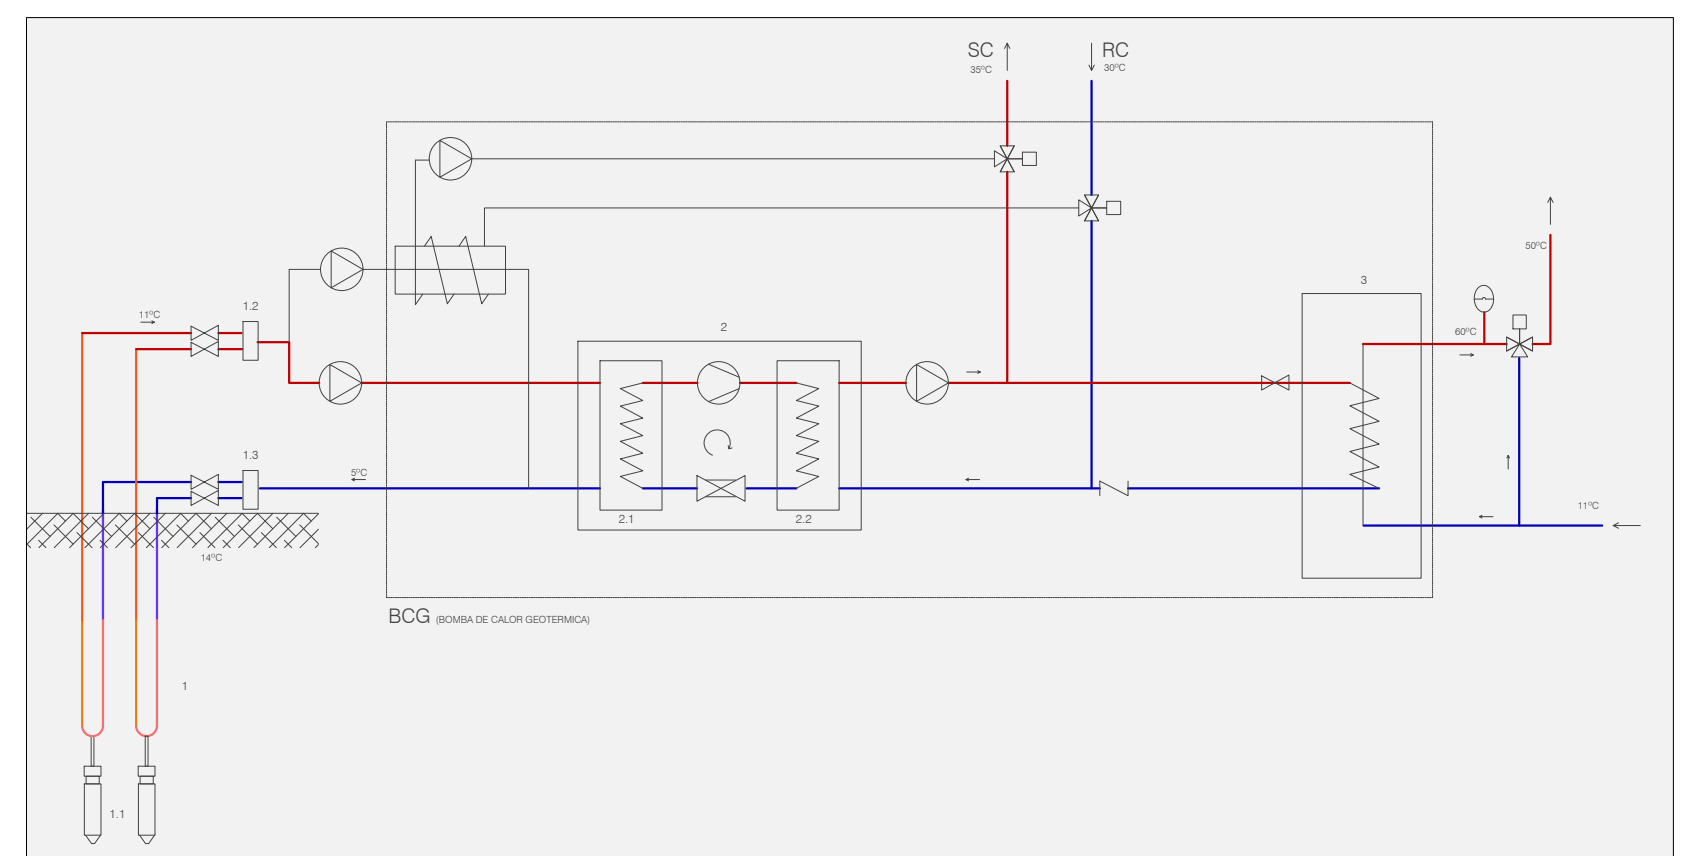 SC
35ºC
RC
30ºC
50ºC
3
1.2
11ºC
2
60ºC
1.3
5ºC
11ºC
2.1
2.2
14ºC
BCG (BOMBA DE CALOR GEOTERMICA)
1
1.1